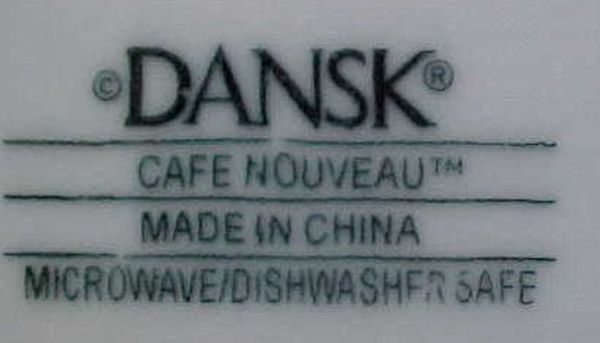 © DANSK ®
CAFE NOUVEAU™
MADE IN CHINA
MICROWAVE/DISHWASHER SAFE